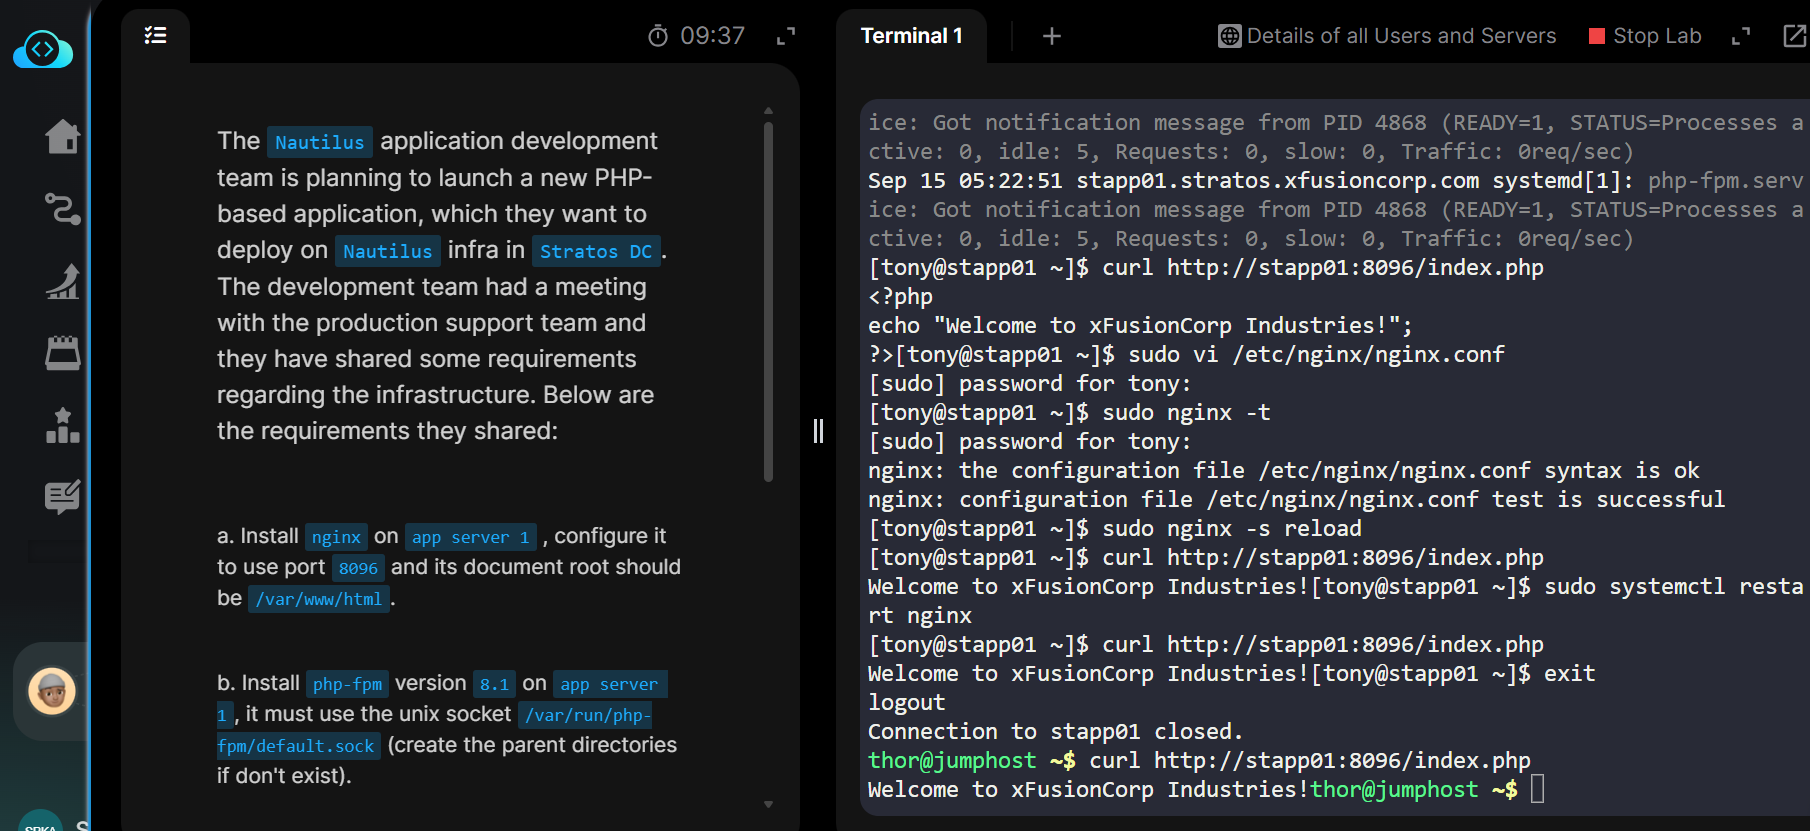 09:37
The Nautilus application development
team is planning to launch a new PHP-
based application, which they want to
deploy on Nautilus infra in Stratos DC.
The development team had a meeting
with the production support team and
they have shared some requirements
regarding the infrastructure. Below are
the requirements they shared:
a. Install nginx on app server 1 , configure it
to use port 8096 and its document root should
be /var/www/html.
b. Install php-fpm version 8.1 on app server
1, it must use the unix socket /var/run/php-
fpm/default.sock (create the parent directories
if don't exist).
Terminal 1 + Details of all Users and Servers Stop Lab
ice: Got notification message from PID 4868 (READY=1, STATUS=Processes a
ctive: 0, idle: 5, Requests: 0, slow: 0, Traffic: 0req/sec)
Sep 15 05:22:51 stapp01.stratos.xfusioncorp.com systemd[1]: php-fpm.serv
ice: Got notification message from PID 4868 (READY=1, STATUS=Processes a
ctive: 0, idle: 5, Requests: 0, slow: 0, Traffic: 0req/sec)
[tony@stapp01 ~]$ curl http://stapp01:8096/index.php
<?php
echo "Welcome to xFusionCorp Industries!";
?>[tony@stapp01 ~]$ sudo vi /etc/nginx/nginx.conf
[sudo] password for tony:
[tony@stapp01 ~]$ sudo nginx -t
[sudo] password for tony:
nginx: the configuration file /etc/nginx/nginx.conf syntax is ok
nginx: configuration file /etc/nginx/nginx.conf test is successful
[tony@stapp01 ~]$ sudo nginx -s reload
[tony@stapp01 ~]$ curl http://stapp01:8096/index.php
Welcome to xFusionCorp Industries![tony@stapp01 ~]$ sudo systemctl resta
rt nginx
[tony@stapp01 ~]$ curl http://stapp01:8096/index.php
Welcome to xFusionCorp Industries![tony@stapp01 ~]$ exit
logout
Connection to stapp01 closed.
thor@jumphost ~$ curl http://stapp01:8096/index.php
Welcome to xFusionCorp Industries!thor@jumphost ~$